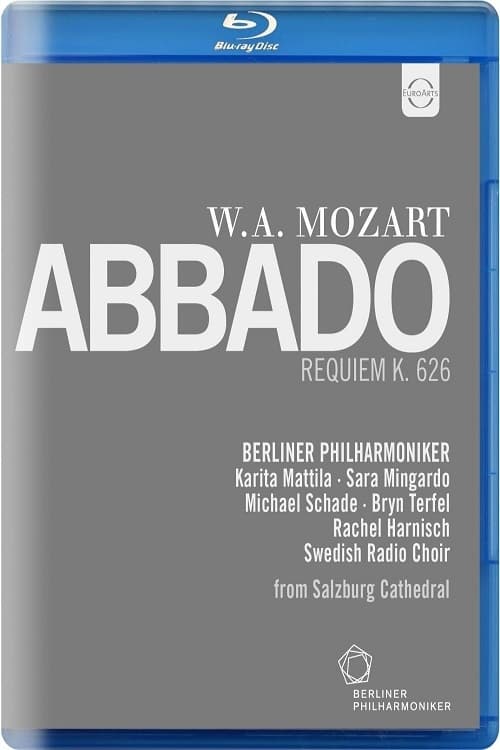 Blu-ray Disc
EUROARTS
W.A. MOZART
ABBADO
REQUIEM K. 626
BERLINER PHILHARMONIKER
Karita Mattila · Sara Mingardo
Michael Schade · Bryn Terfel
Rachel Harnisch
Swedish Radio Choir
from Salzburg Cathedral
BERLINER
PHILHARMONIKER